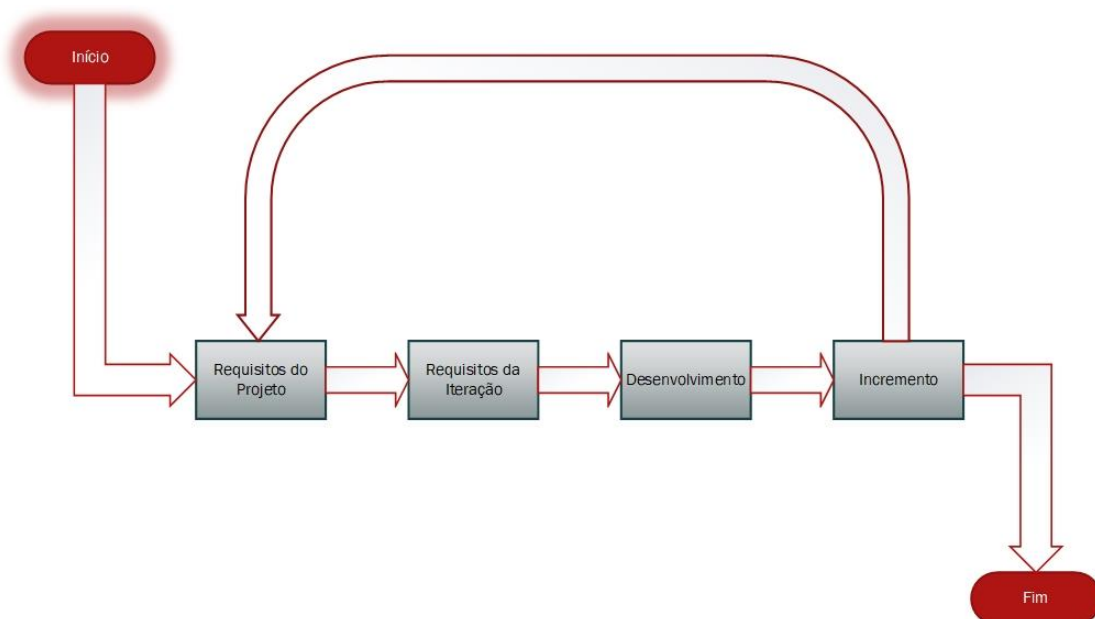 Início
Requisitos do
Projeto
Requisitos da
Iteração
Desenvolvimento
Incremento
Fim